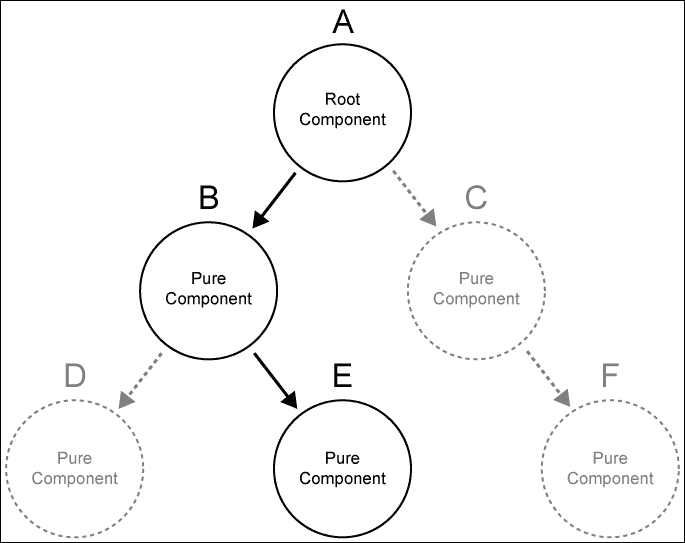 A
Root
Component
B
C
Pure
Component
Pure
Component
D
E
F
Pure
Component
Pure
Component
Pure
Component